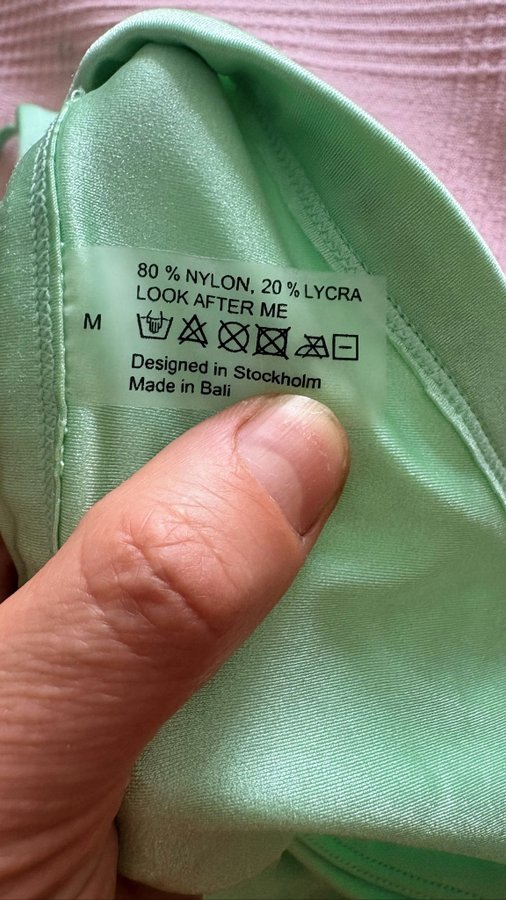 80 % NYLON, 20 % LYCRA
LOOK AFTER ME
M
Designed in Stockholm
Made in Bali